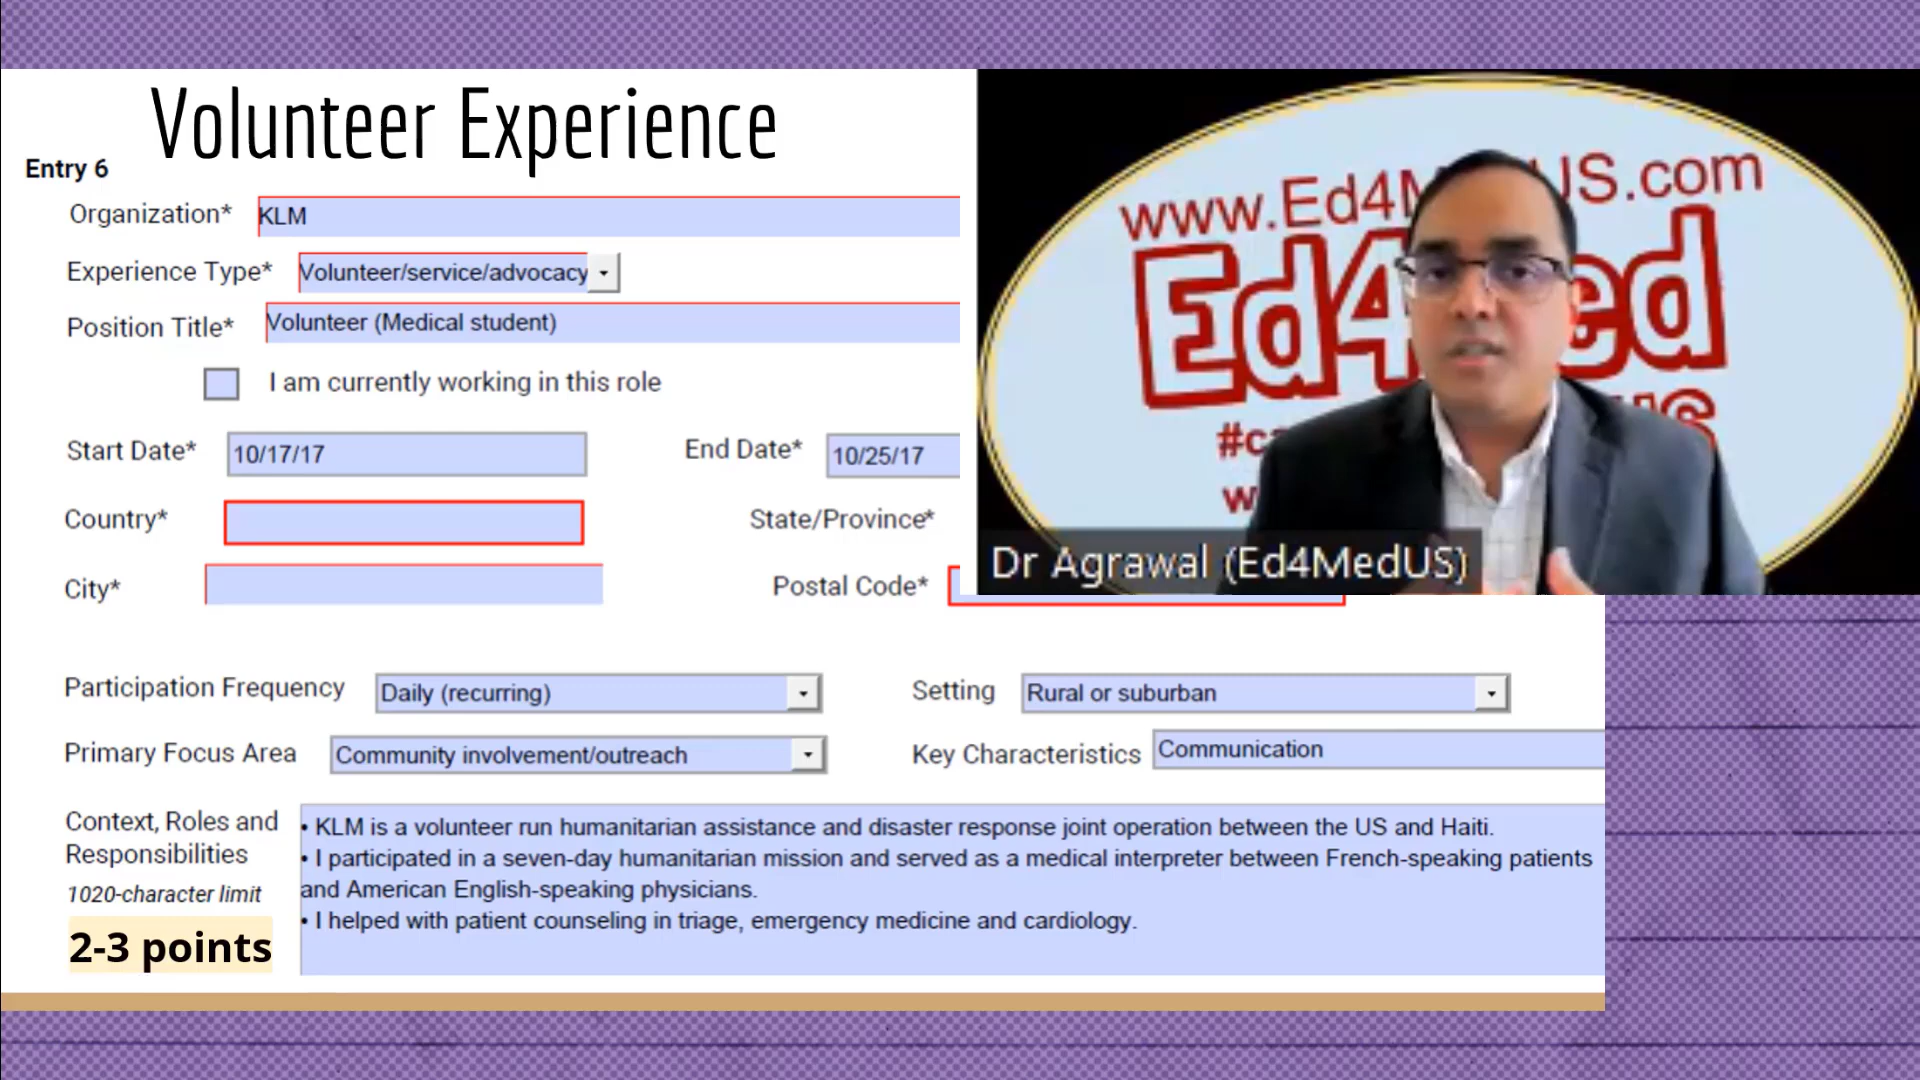 Volunteer Experience
Entry 6
Organization* KLM
Experience Type* Volunteer/service/advocacy
Position Title* Volunteer (Medical student)
I am currently working in this role
Start Date* 10/17/17 End Date* 10/25/17
Country* State/Province*
City* Postal Code*
Participation Frequency Daily (recurring) Setting Rural or suburban
Primary Focus Area Community involvement/outreach Key Characteristics Communication
Context, Roles and
Responsibilities
1020-character limit
2-3 points
• KLM is a volunteer run humanitarian assistance and disaster response joint operation between the US and Haiti.
• I participated in a seven-day humanitarian mission and served as a medical interpreter between French-speaking patients
and American English-speaking physicians.
• I helped with patient counseling in triage, emergency medicine and cardiology.
Dr Agrawal (Ed4MedUS)